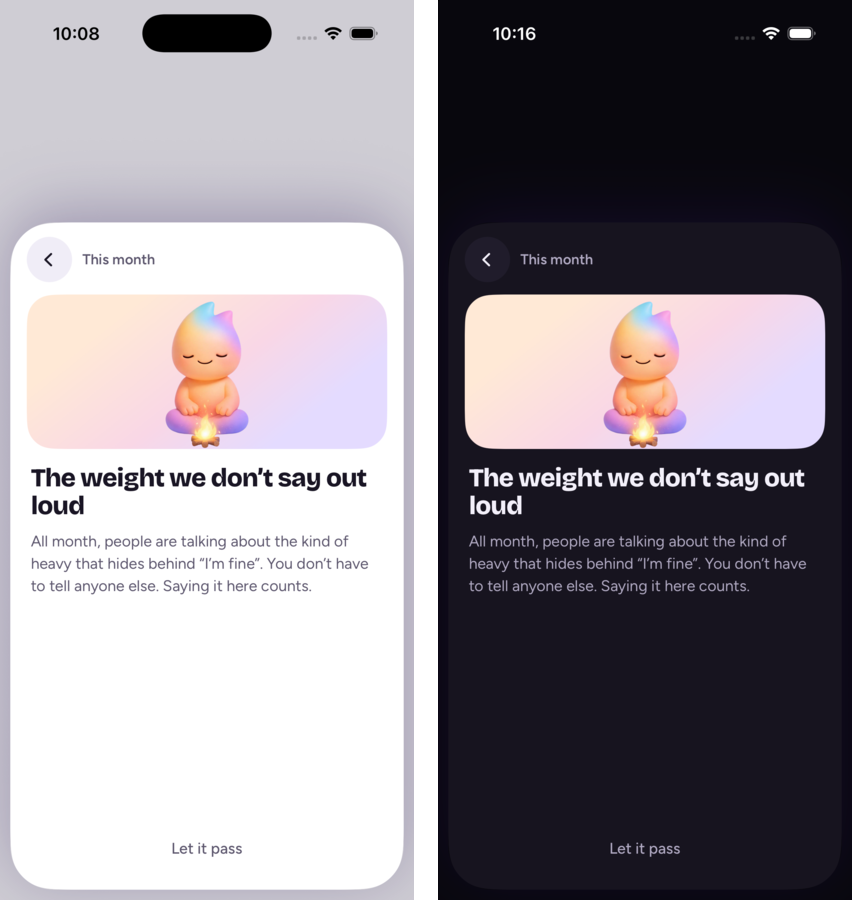 10:08
This month
The weight we don’t say out
loud
All month, people are talking about the kind of
heavy that hides behind “I’m fine”. You don’t have
to tell anyone else. Saying it here counts.
Let it pass
10:16
This month
The weight we don’t say out
loud
All month, people are talking about the kind of
heavy that hides behind “I’m fine”. You don’t have
to tell anyone else. Saying it here counts.
Let it pass